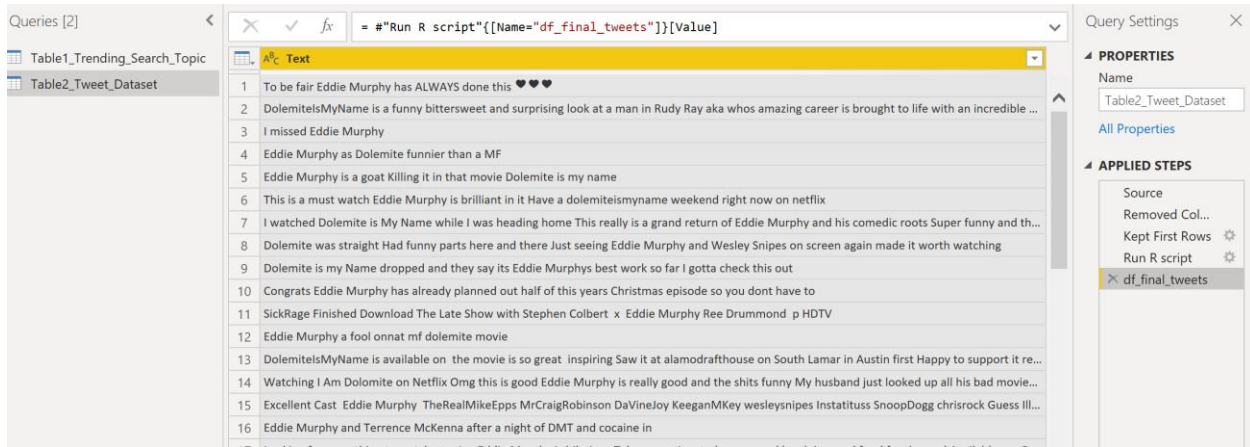 Queries [2]
Table1_Trending_Search_Topic
Table2_Tweet_Dataset
fx = #"Run R script"{[Name="df_final_tweets"]}[Value]
ABC Text
1 To be fair Eddie Murphy has ALWAYS done this ♥♥♥
2 DolemiteIsMyName is a funny bittersweet and surprising look at a man in Rudy Ray aka whos amazing career is brought to life with an incredible ...
3 I missed Eddie Murphy
4 Eddie Murphy as Dolemite funnier than a MF
5 Eddie Murphy is a goat Killing it in that movie Dolemite is my name
6 This is a must watch Eddie Murphy is brilliant in it Have a dolemiteismyname weekend right now on netflix
7 I watched Dolemite is My Name while I was heading home This really is a grand return of Eddie Murphy and his comedic roots Super funny and th...
8 Dolemite was straight Had funny parts here and there Just seeing Eddie Murphy and Wesley Snipes on screen again made it worth watching
9 Dolemite is my Name dropped and they say its Eddie Murphys best work so far I gotta check this out
10 Congrats Eddie Murphy has already planned out half of this years Christmas episode so you dont have to
11 SickRage Finished Download The Late Show with Stephen Colbert x Eddie Murphy Ree Drummond p HDTV
12 Eddie Murphy a fool onnat mf dolemite movie
13 DolemiteIsMyName is available on the movie is so great inspiring Saw it at alamodrafthouse on South Lamar in Austin first Happy to support it re...
14 Watching I Am Dolomite on Netflix Omg this is good Eddie Murphy is really good and the shits funny My husband just looked up all his bad movie...
15 Excellent Cast Eddie Murphy TheRealMikeEpps MrCraigRobinson DaVineJoy KeeganMKey wesleysnipes Instatituss SnoopDogg chrisrock Guess Ill...
16 Eddie Murphy and Terrence McKenna after a night of DMT and cocaine in
Query Settings
PROPERTIES
Name
Table2_Tweet_Dataset
All Properties
APPLIED STEPS
Source
Removed Col...
Kept First Rows
Run R script
df_final_tweets